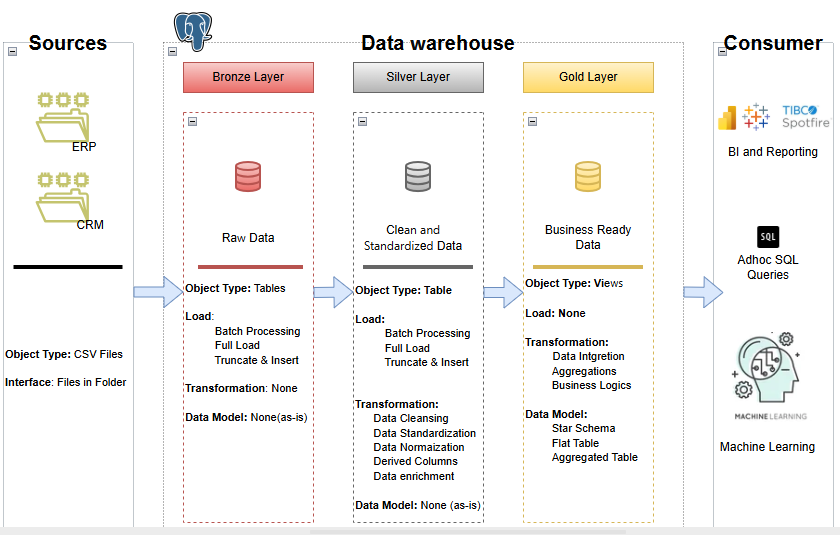 Sources
ERP
CRM
Object Type: CSV Files
Interface: Files in Folder
Data warehouse
Bronze Layer
Raw Data
Object Type: Tables
Load:
Batch Processing
Full Load
Truncate & Insert
Transformation: None
Data Model: None(as-is)
Silver Layer
Clean and
Standardized Data
Object Type: Table
Load:
Batch Processing
Full Load
Truncate & Insert
Transformation:
Data Cleansing
Data Standardization
Data Normaization
Derived Columns
Data enrichment
Data Model: None (as-is)
Gold Layer
Business Ready
Data
Object Type: Views
Load: None
Transformation:
Data Intgretion
Aggregations
Business Logics
Data Model:
Star Schema
Flat Table
Aggregated Table
Consumer
TIBCO
Spotfire
BI and Reporting
SQL
Adhoc SQL
Queries
MACHINE LEARNING
Machine Learning